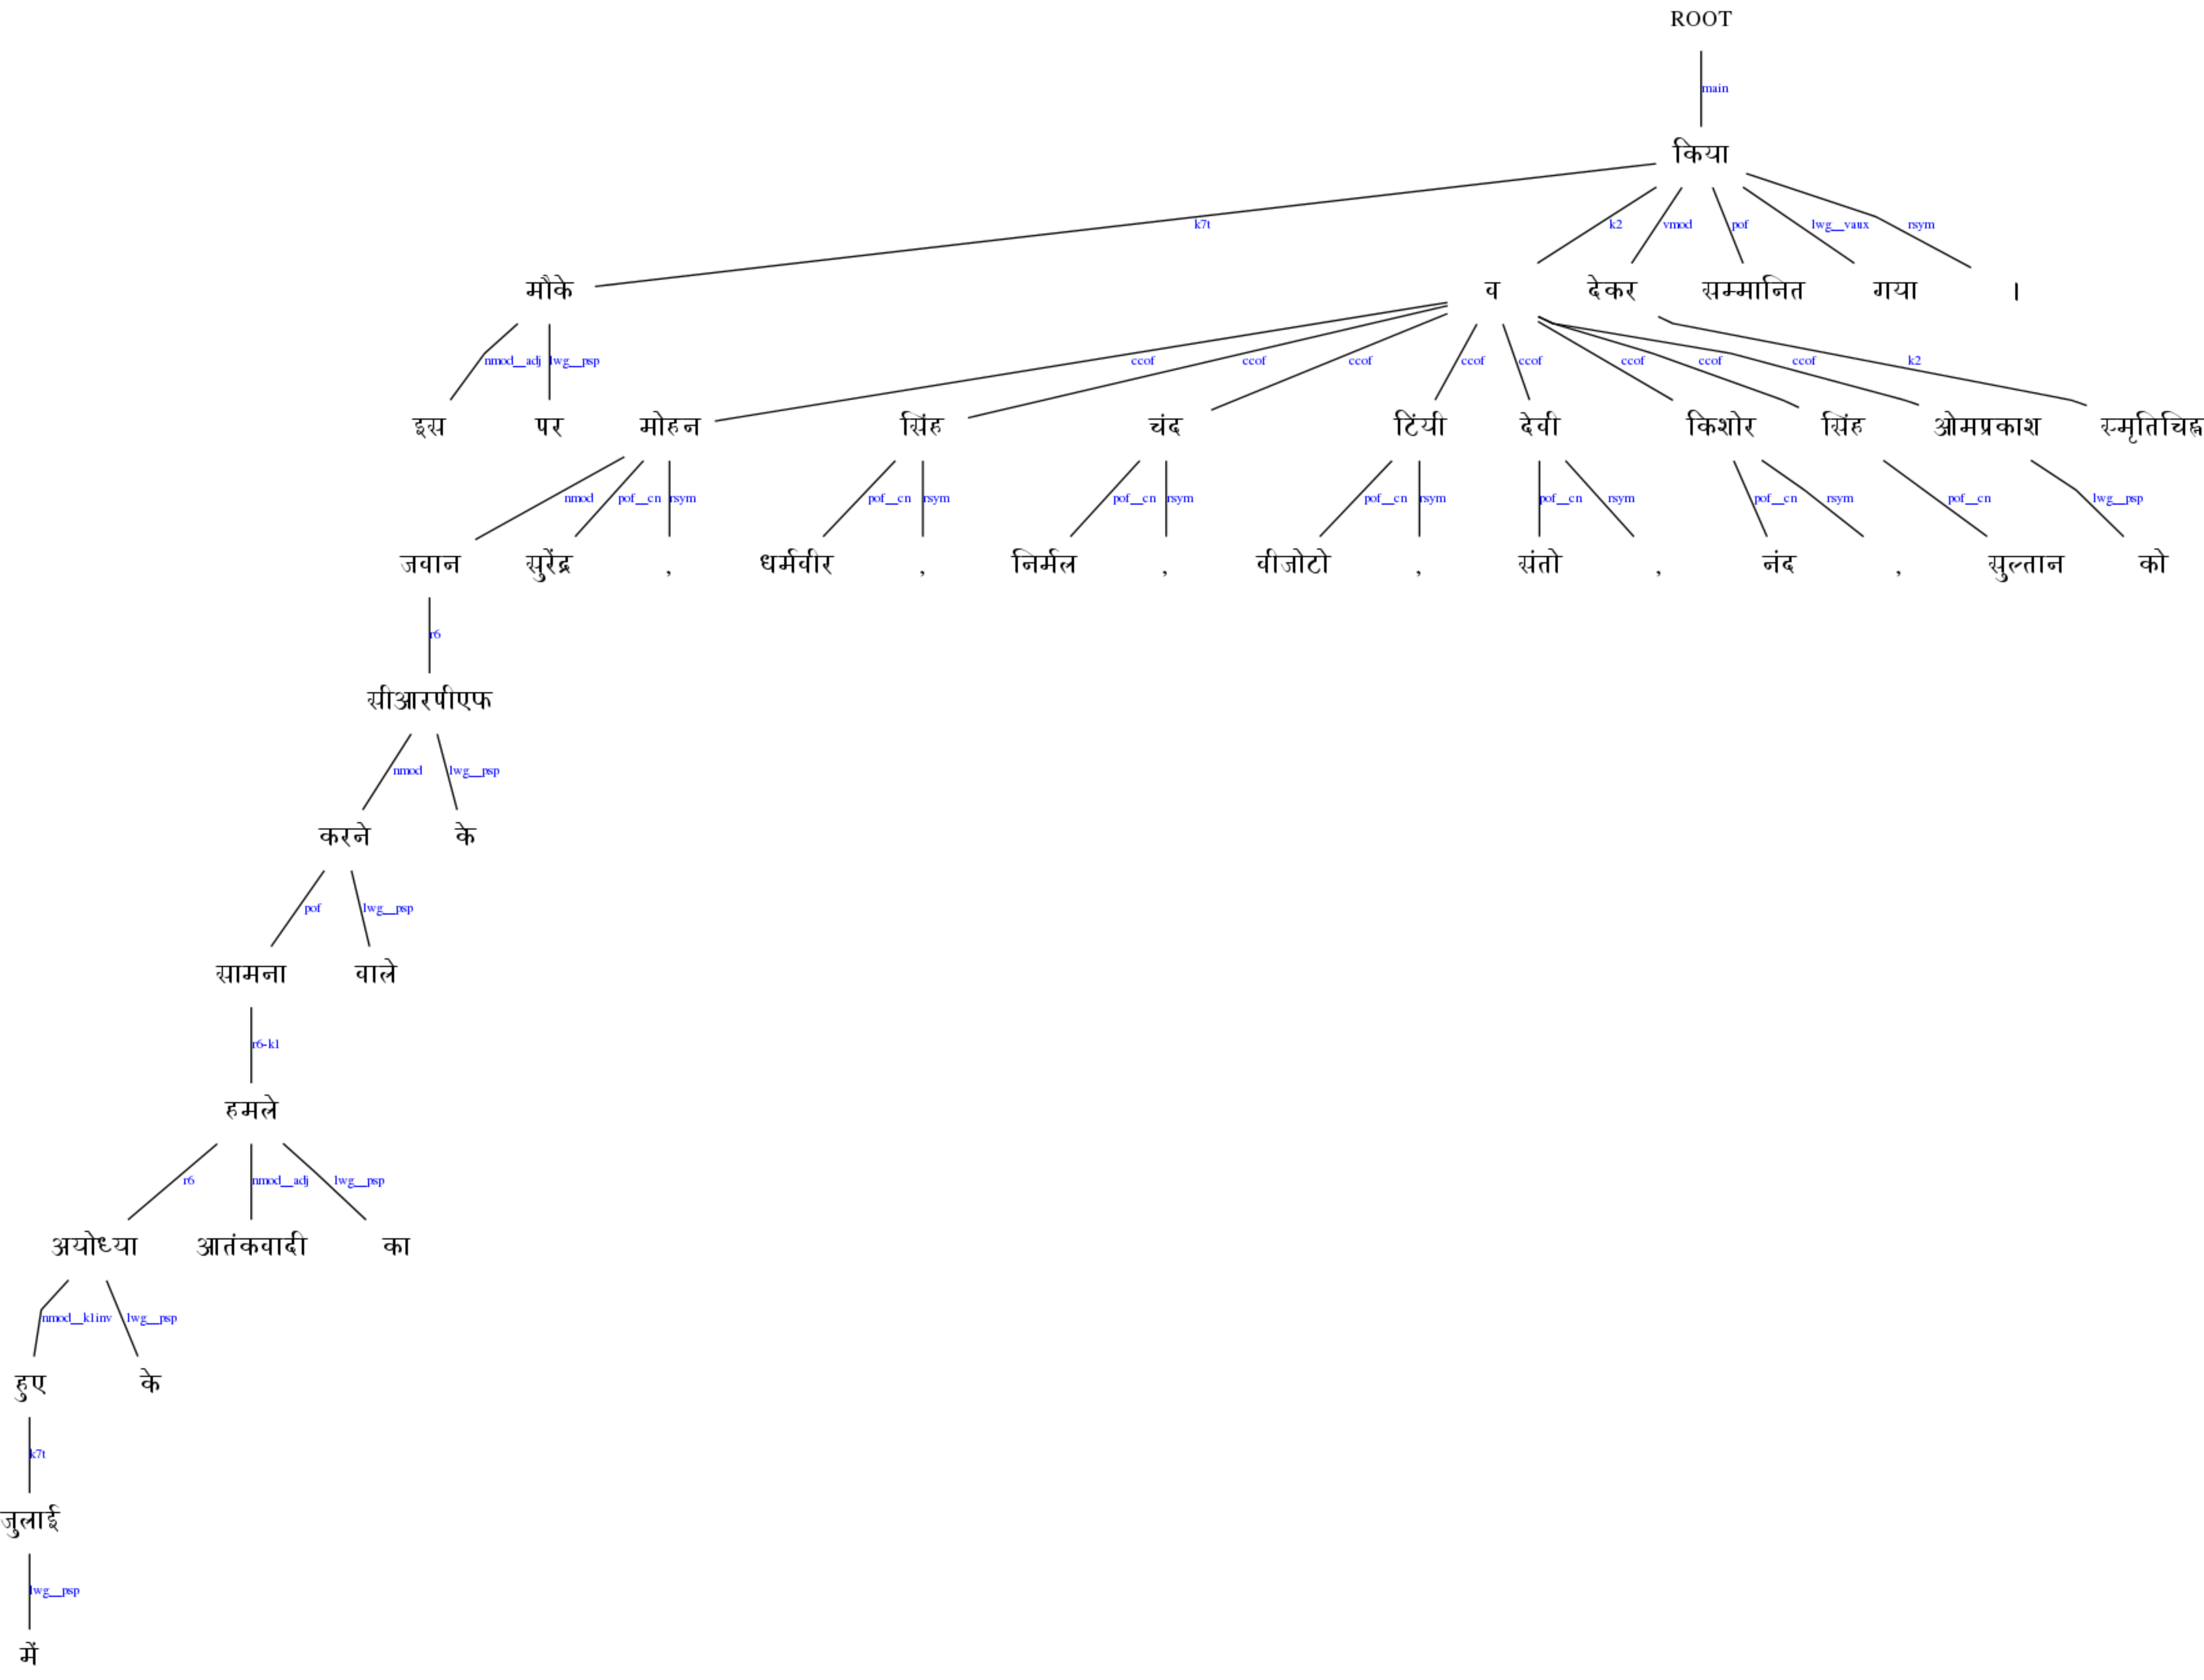 ROOT
main
किया
k7t k2 vmod pof lwg__vaux rsym
मौके व देकर सम्मानित गया ।
nmod__adj lwg__psp ccof ccof ccof ccof ccof ccof ccof ccof k2
इस पर मोहन सिंह चंद टिंयी देवी किशोर सिंह ओमप्रकाश स्मृतिचिह्न
nmod pof__cn rsym pof__cn rsym pof__cn rsym pof__cn rsym pof__cn rsym pof__cn rsym pof__cn lwg__psp
जवान सुरेंद्र , धर्मवीर , निर्मल , वीजोटो , संतो , नंद , सुल्तान को
r6
सीआरपीएफ
nmod lwg__psp
करने के
pof lwg__psp
सामना वाले
r6-k1
हमले
r6 nmod__adj lwg__psp
अयोध्या आतंकवादी का
nmod__k1inv lwg__psp
हुए के
k7t
जुलाई
lwg__psp
में